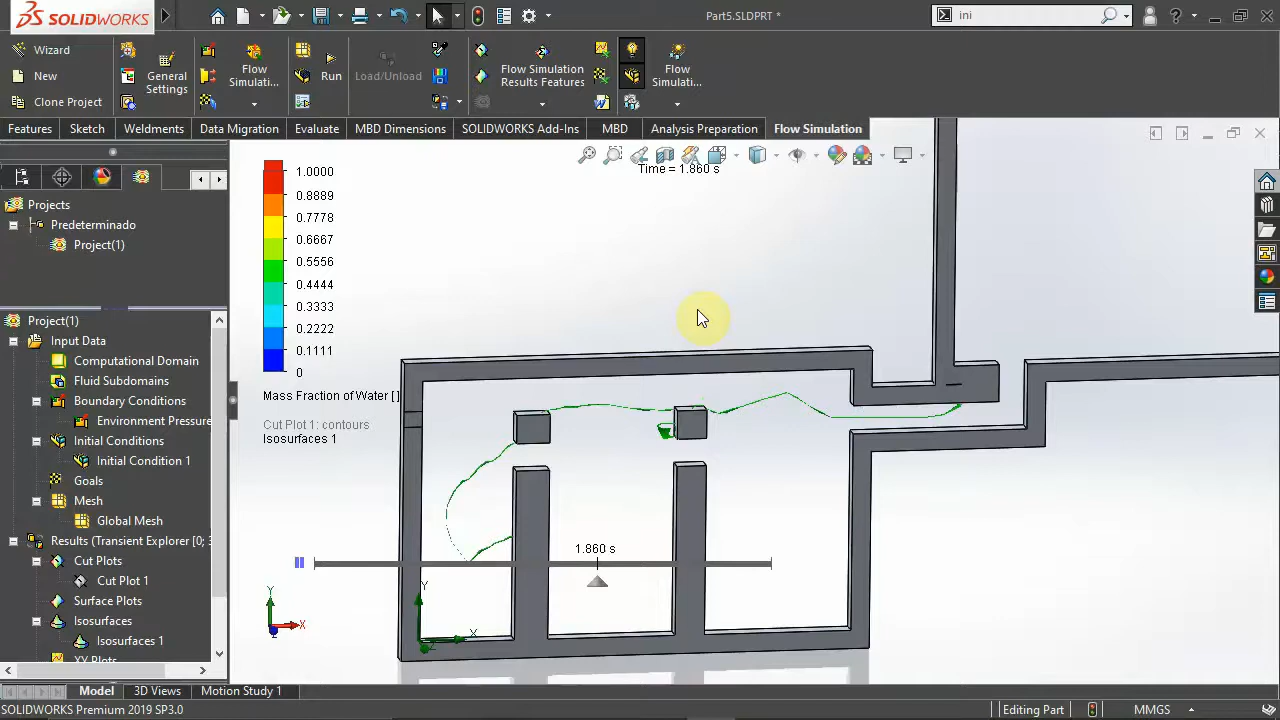 SOLIDWORKS
Part5.SLDPRT *
ini
Wizard
New
Clone Project
General
Settings
Flow
Simulati...
Run
Load/Unload
Flow Simulation
Results Features
Flow
Simulati...
Features
Sketch
Weldments
Data Migration
Evaluate
MBD Dimensions
SOLIDWORKS Add-Ins
MBD
Analysis Preparation
Flow Simulation
Projects
Predeterminado
Project(1)
Project(1)
Input Data
Computational Domain
Fluid Subdomains
Boundary Conditions
Environment Pressure
Initial Conditions
Initial Condition 1
Goals
Mesh
Global Mesh
Results (Transient Explorer [0; 3
Cut Plots
Cut Plot 1
Surface Plots
Isosurfaces
Isosurfaces 1
XY Plots
Time = 1.860 s
1.0000
0.8889
0.7778
0.6667
0.5556
0.4444
0.3333
0.2222
0.1111
0
Mass Fraction of Water [ ]
Cut Plot 1: contours
Isosurfaces 1
1.860 s
Y
X
Z
Y
X
Model
3D Views
Motion Study 1
SOLIDWORKS Premium 2019 SP3.0
Editing Part
MMGS